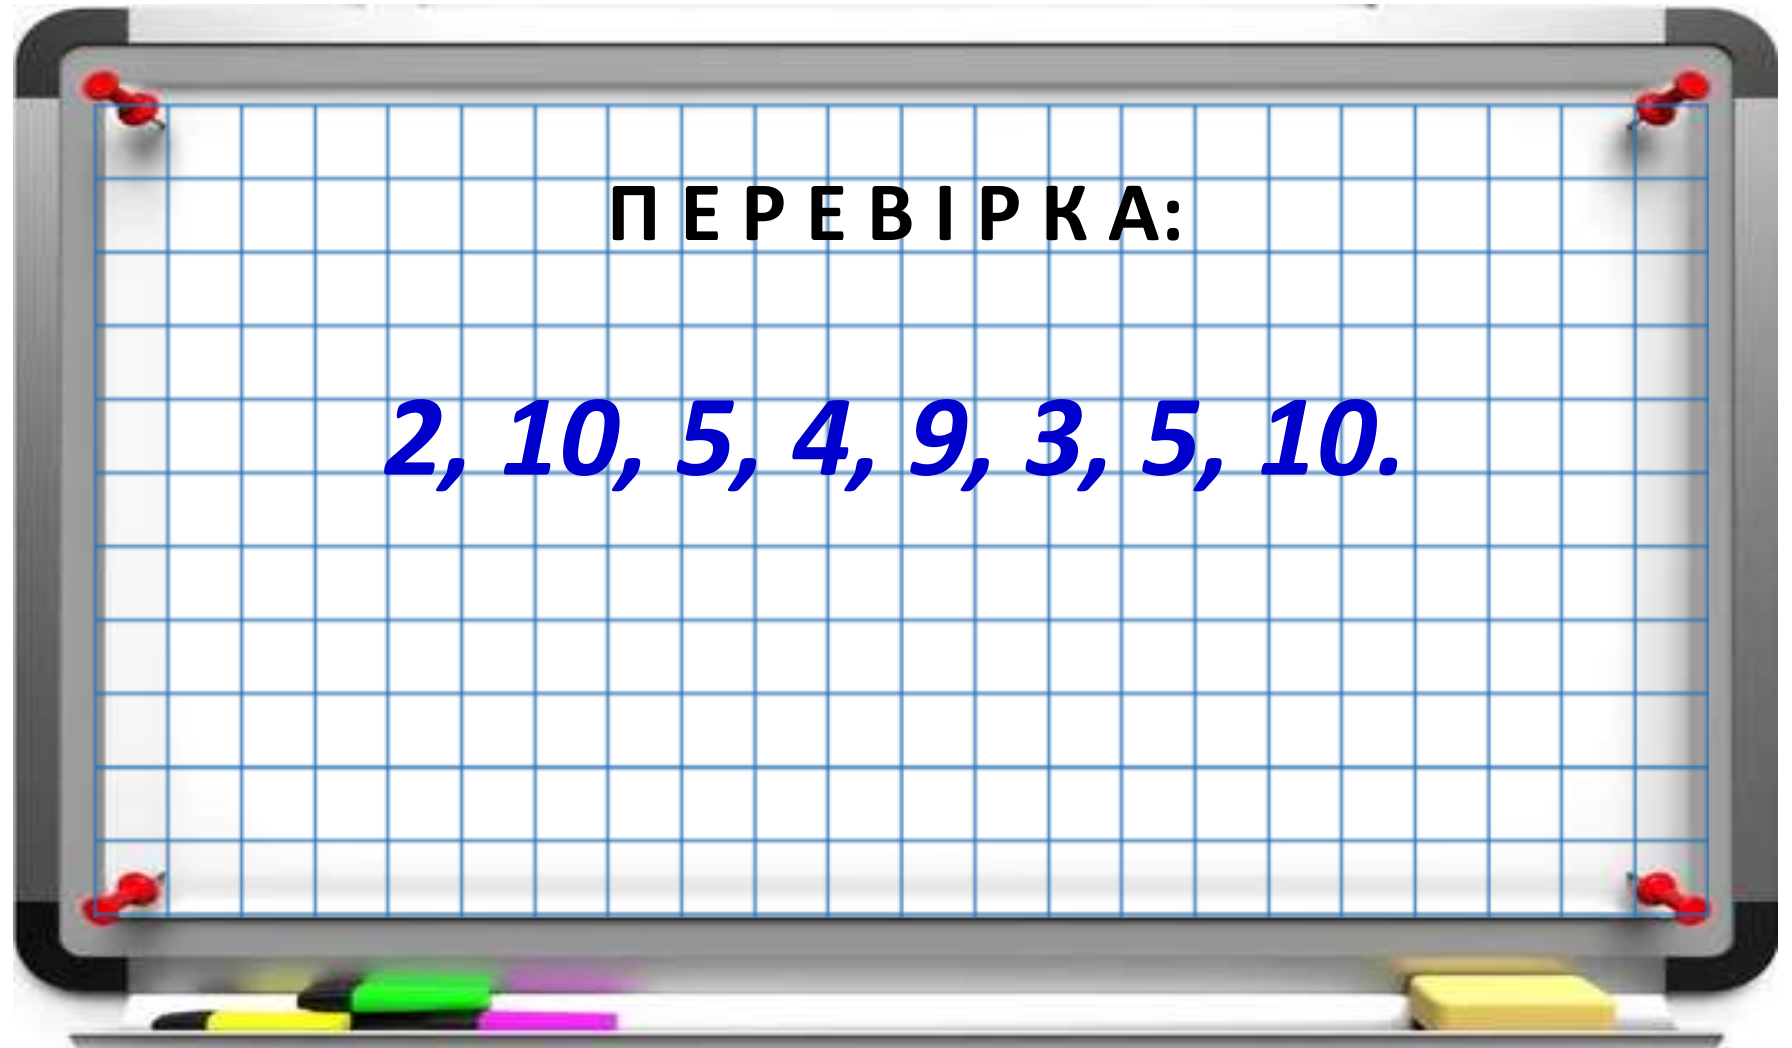 П Е Р Е В І Р К А:
2, 10, 5, 4, 9, 3, 5, 10.